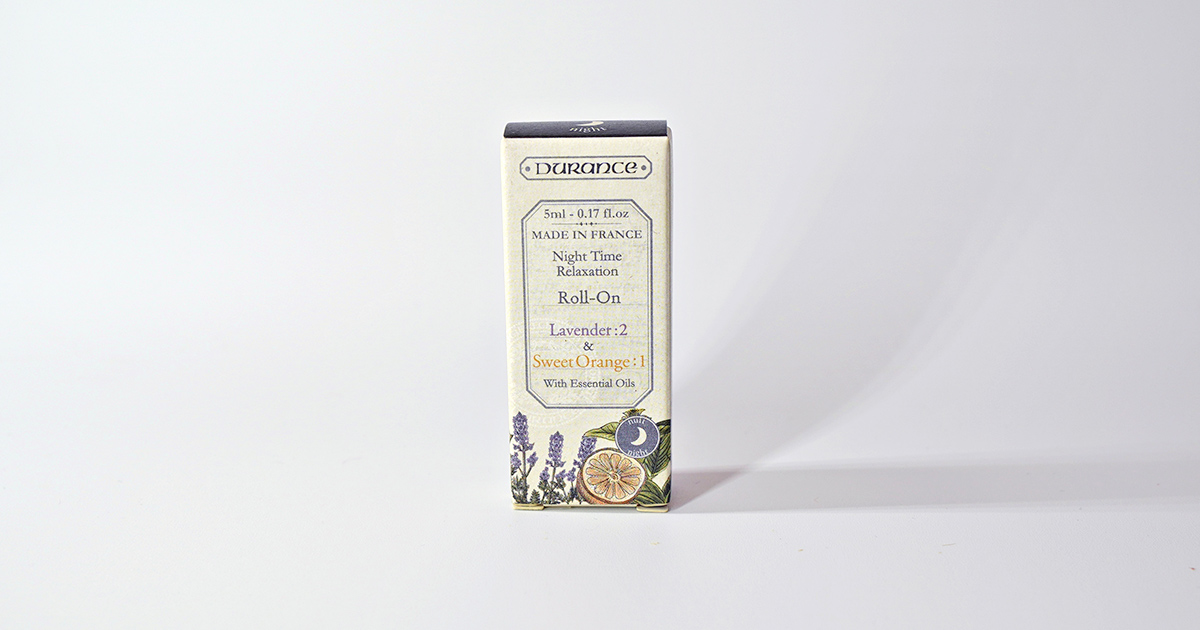 night
DURANCE
5ml - 0.17 fl.oz
MADE IN FRANCE
Night Time
Relaxation
Roll-On
Lavender : 2
&
Sweet Orange : 1
With Essential Oils
nuit
night